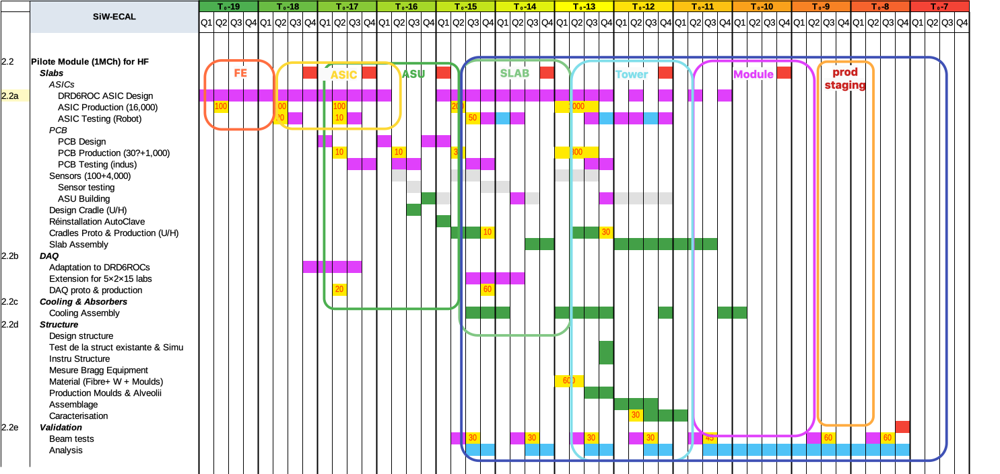 SiW-ECAL
T₀-19 T₀-18 T₀-17 T₀-16 T₀-15 T₀-14 T₀-13 T₀-12 T₀-11 T₀-10 T₀-9 T₀-8 T₀-7
Q1 Q2 Q3 Q4 Q1 Q2 Q3 Q4 Q1 Q2 Q3 Q4 Q1 Q2 Q3 Q4 Q1 Q2 Q3 Q4 Q1 Q2 Q3 Q4 Q1 Q2 Q3 Q4 Q1 Q2 Q3 Q4 Q1 Q2 Q3 Q4 Q1 Q2 Q3 Q4 Q1 Q2 Q3 Q4 Q1 Q2 Q3 Q4 Q1 Q2 Q3 Q4
2.2 Pilote Module (1MCh) for HF
Slabs FE ASIC ASU SLAB Tower Module prod
staging
ASICs
2.2a DRD6ROC ASIC Design
ASIC Production (16,000) 100 100
ASIC Testing (Robot) 10 50
PCB
PCB Design
PCB Production (30?+1,000) 10 10
PCB Testing (indus)
Sensors (100+4,000)
Sensor testing
ASU Building
Design Cradle (U/H)
Réinstallation AutoClave
Cradles Proto & Production (U/H) 10 30
Slab Assembly
2.2b DAQ
Adaptation to DRD6ROCs
Extension for 5×2×15 labs
DAQ proto & production 20 60
2.2c Cooling & Absorbers
Cooling Assembly
2.2d Structure
Design structure
Test de la struct existante & Simu
Instru Structure
Mesure Bragg Equipment
Material (Fibre+ W + Moulds) 600
Production Moulds & Alveolii
Assemblage
Caracterisation 30
2.2e Validation
Beam tests 30 30 30 30 45 60 60
Analysis